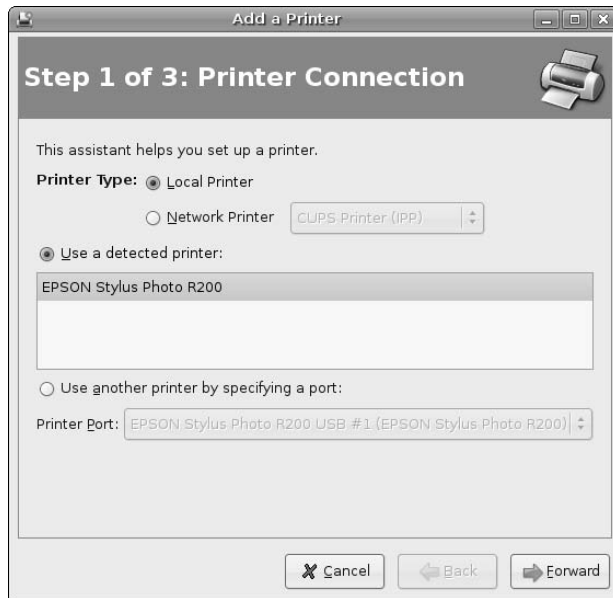 Add a Printer
Step 1 of 3: Printer Connection
This assistant helps you set up a printer.
Printer Type: Local Printer
Network Printer CUPS Printer (IPP)
Use a detected printer:
EPSON Stylus Photo R200
Use another printer by specifying a port:
Printer Port: EPSON Stylus Photo R200 USB #1 (EPSON Stylus Photo R200)
Cancel Back Forward